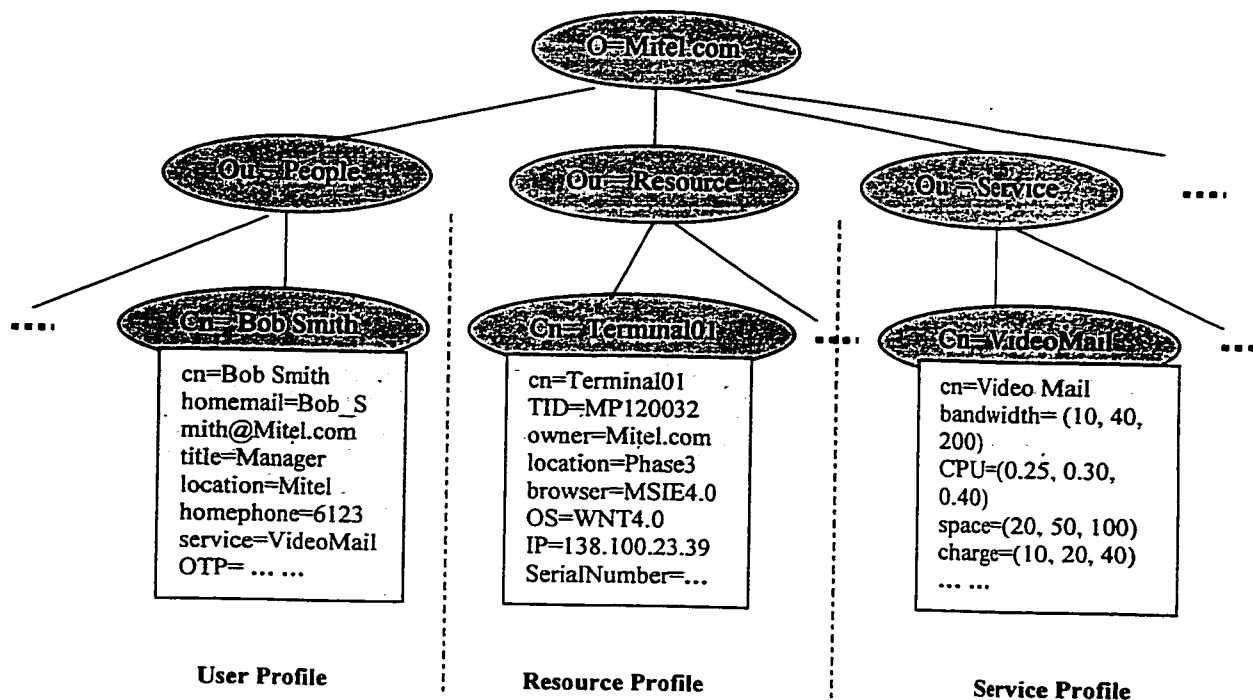 O=Mitel.com
Ou=People
Ou=Resource
Ou=Service
Cn=Bob Smith
Cn=Terminal01
Cn=VideoMail
cn=Bob Smith
homemail=Bob_S
mith@Mitel.com
title=Manager
location=Mitel
homephone=6123
service=VideoMail
OTP= ... ...
cn=Terminal01
TID=MP120032
owner=Mitel.com
location=Phase3
browser=MSIE4.0
OS=WNT4.0
IP=138.100.23.39
SerialNumber=...
cn=Video Mail
bandwidth= (10, 40,
200)
CPU=(0.25, 0.30,
0.40)
space=(20, 50, 100)
charge=(10, 20, 40)
... ...
User Profile
Resource Profile
Service Profile